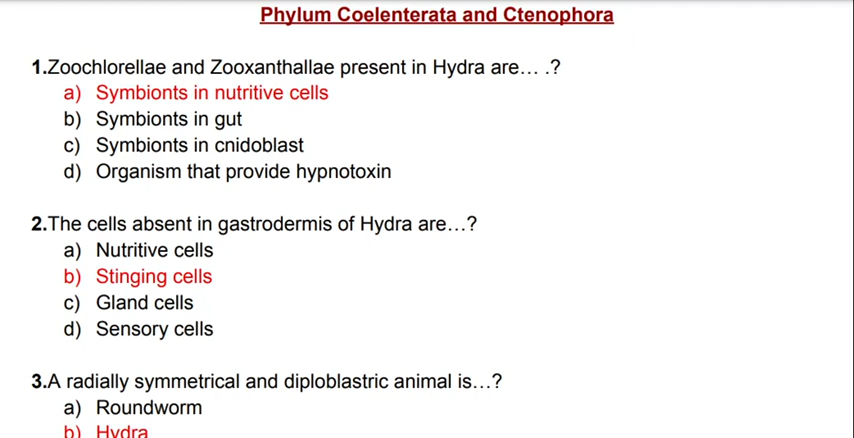 Phylum Coelenterata and Ctenophora
1.Zoochlorellae and Zooxanthallae present in Hydra are… .?
a) Symbionts in nutritive cells
b) Symbionts in gut
c) Symbionts in cnidoblast
d) Organism that provide hypnotoxin
2.The cells absent in gastrodermis of Hydra are…?
a) Nutritive cells
b) Stinging cells
c) Gland cells
d) Sensory cells
3.A radially symmetrical and diploblastric animal is…?
a) Roundworm
b) Hydra